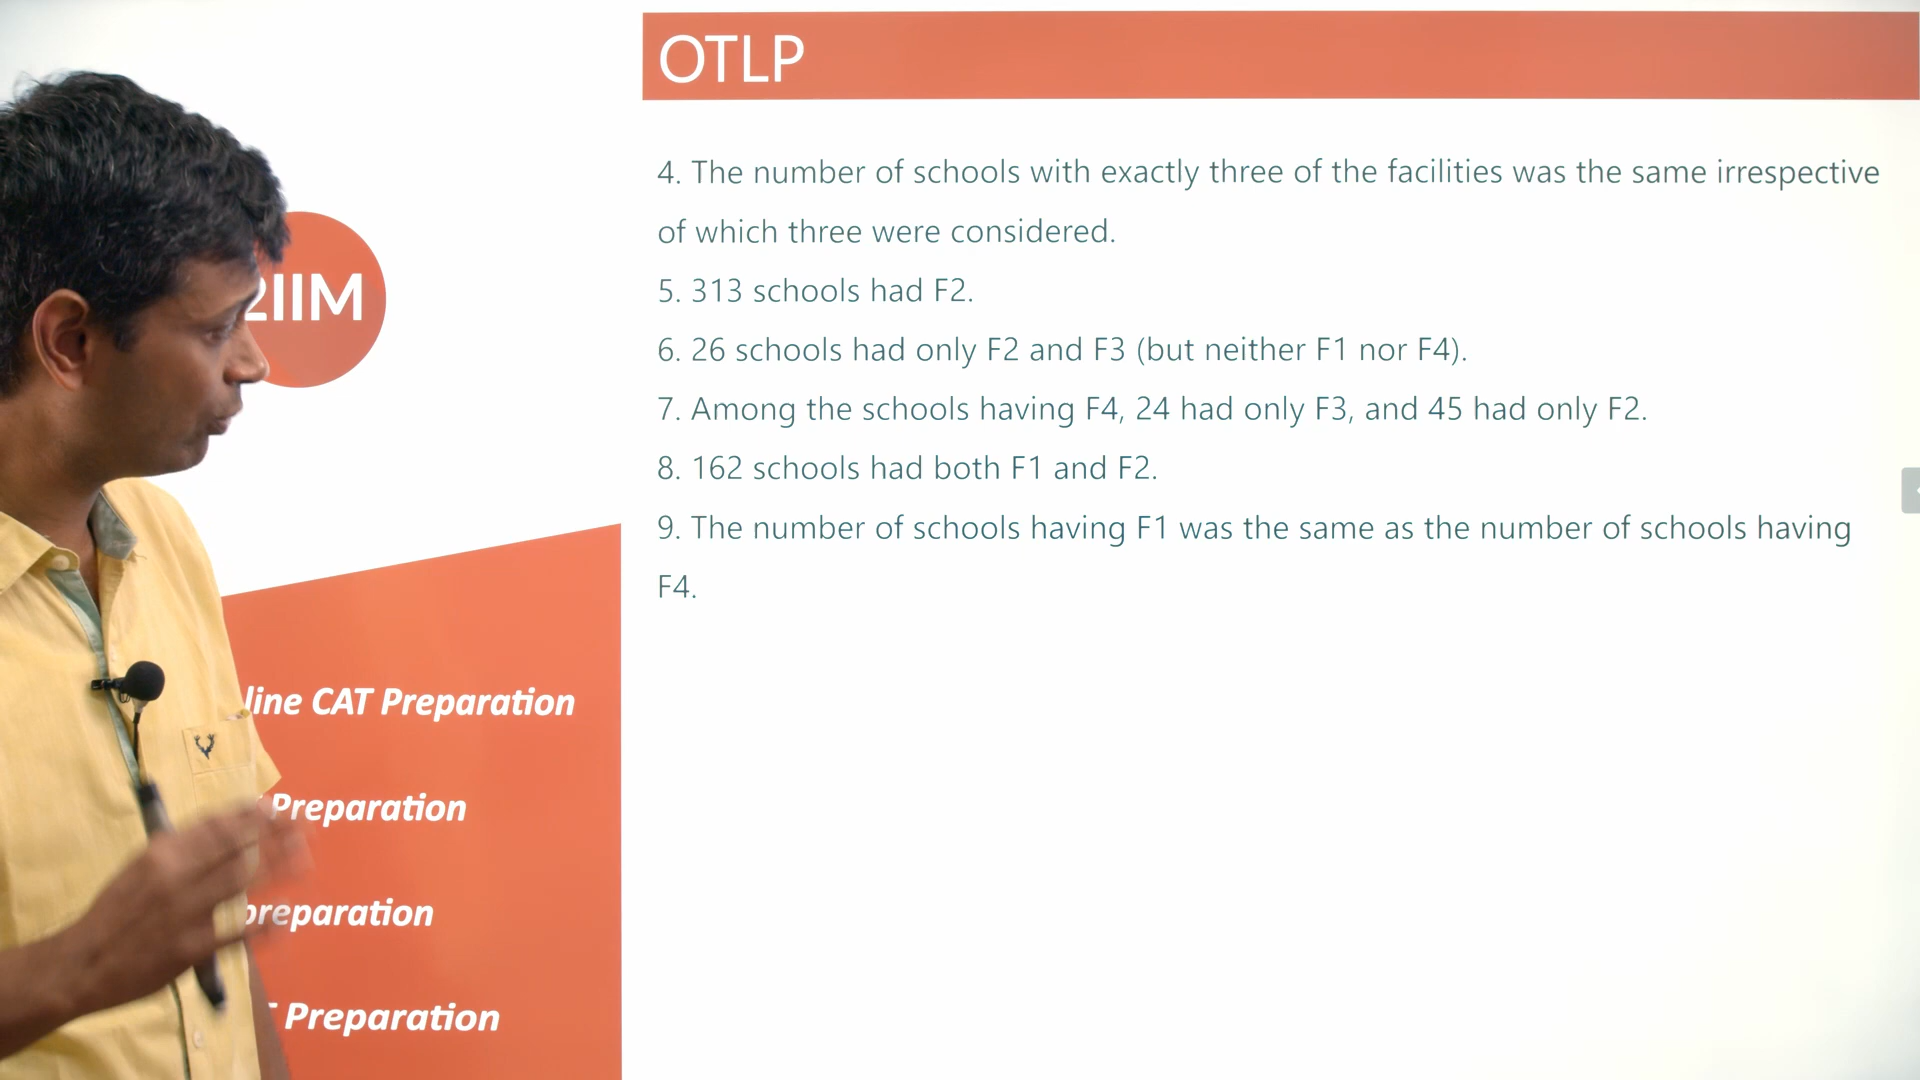 OTLP
4. The number of schools with exactly three of the facilities was the same irrespective
of which three were considered.
5. 313 schools had F2.
6. 26 schools had only F2 and F3 (but neither F1 nor F4).
7. Among the schools having F4, 24 had only F3, and 45 had only F2.
8. 162 schools had both F1 and F2.
9. The number of schools having F1 was the same as the number of schools having
F4.
2IIM
line CAT Preparation
Preparation
preparation
Preparation